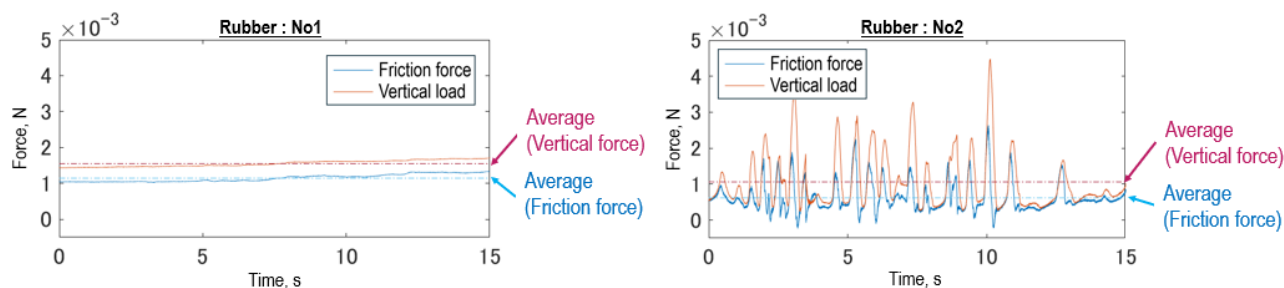 Rubber : No1
×10⁻³
5
4
3
2
1
0
Force, N
Friction force
Vertical load
0
5
10
15
Time, s
Average
(Vertical force)
Average
(Friction force)
Rubber : No2
×10⁻³
5
4
3
2
1
0
Force, N
Friction force
Vertical load
0
5
10
15
Time, s
Average
(Vertical force)
Average
(Friction force)